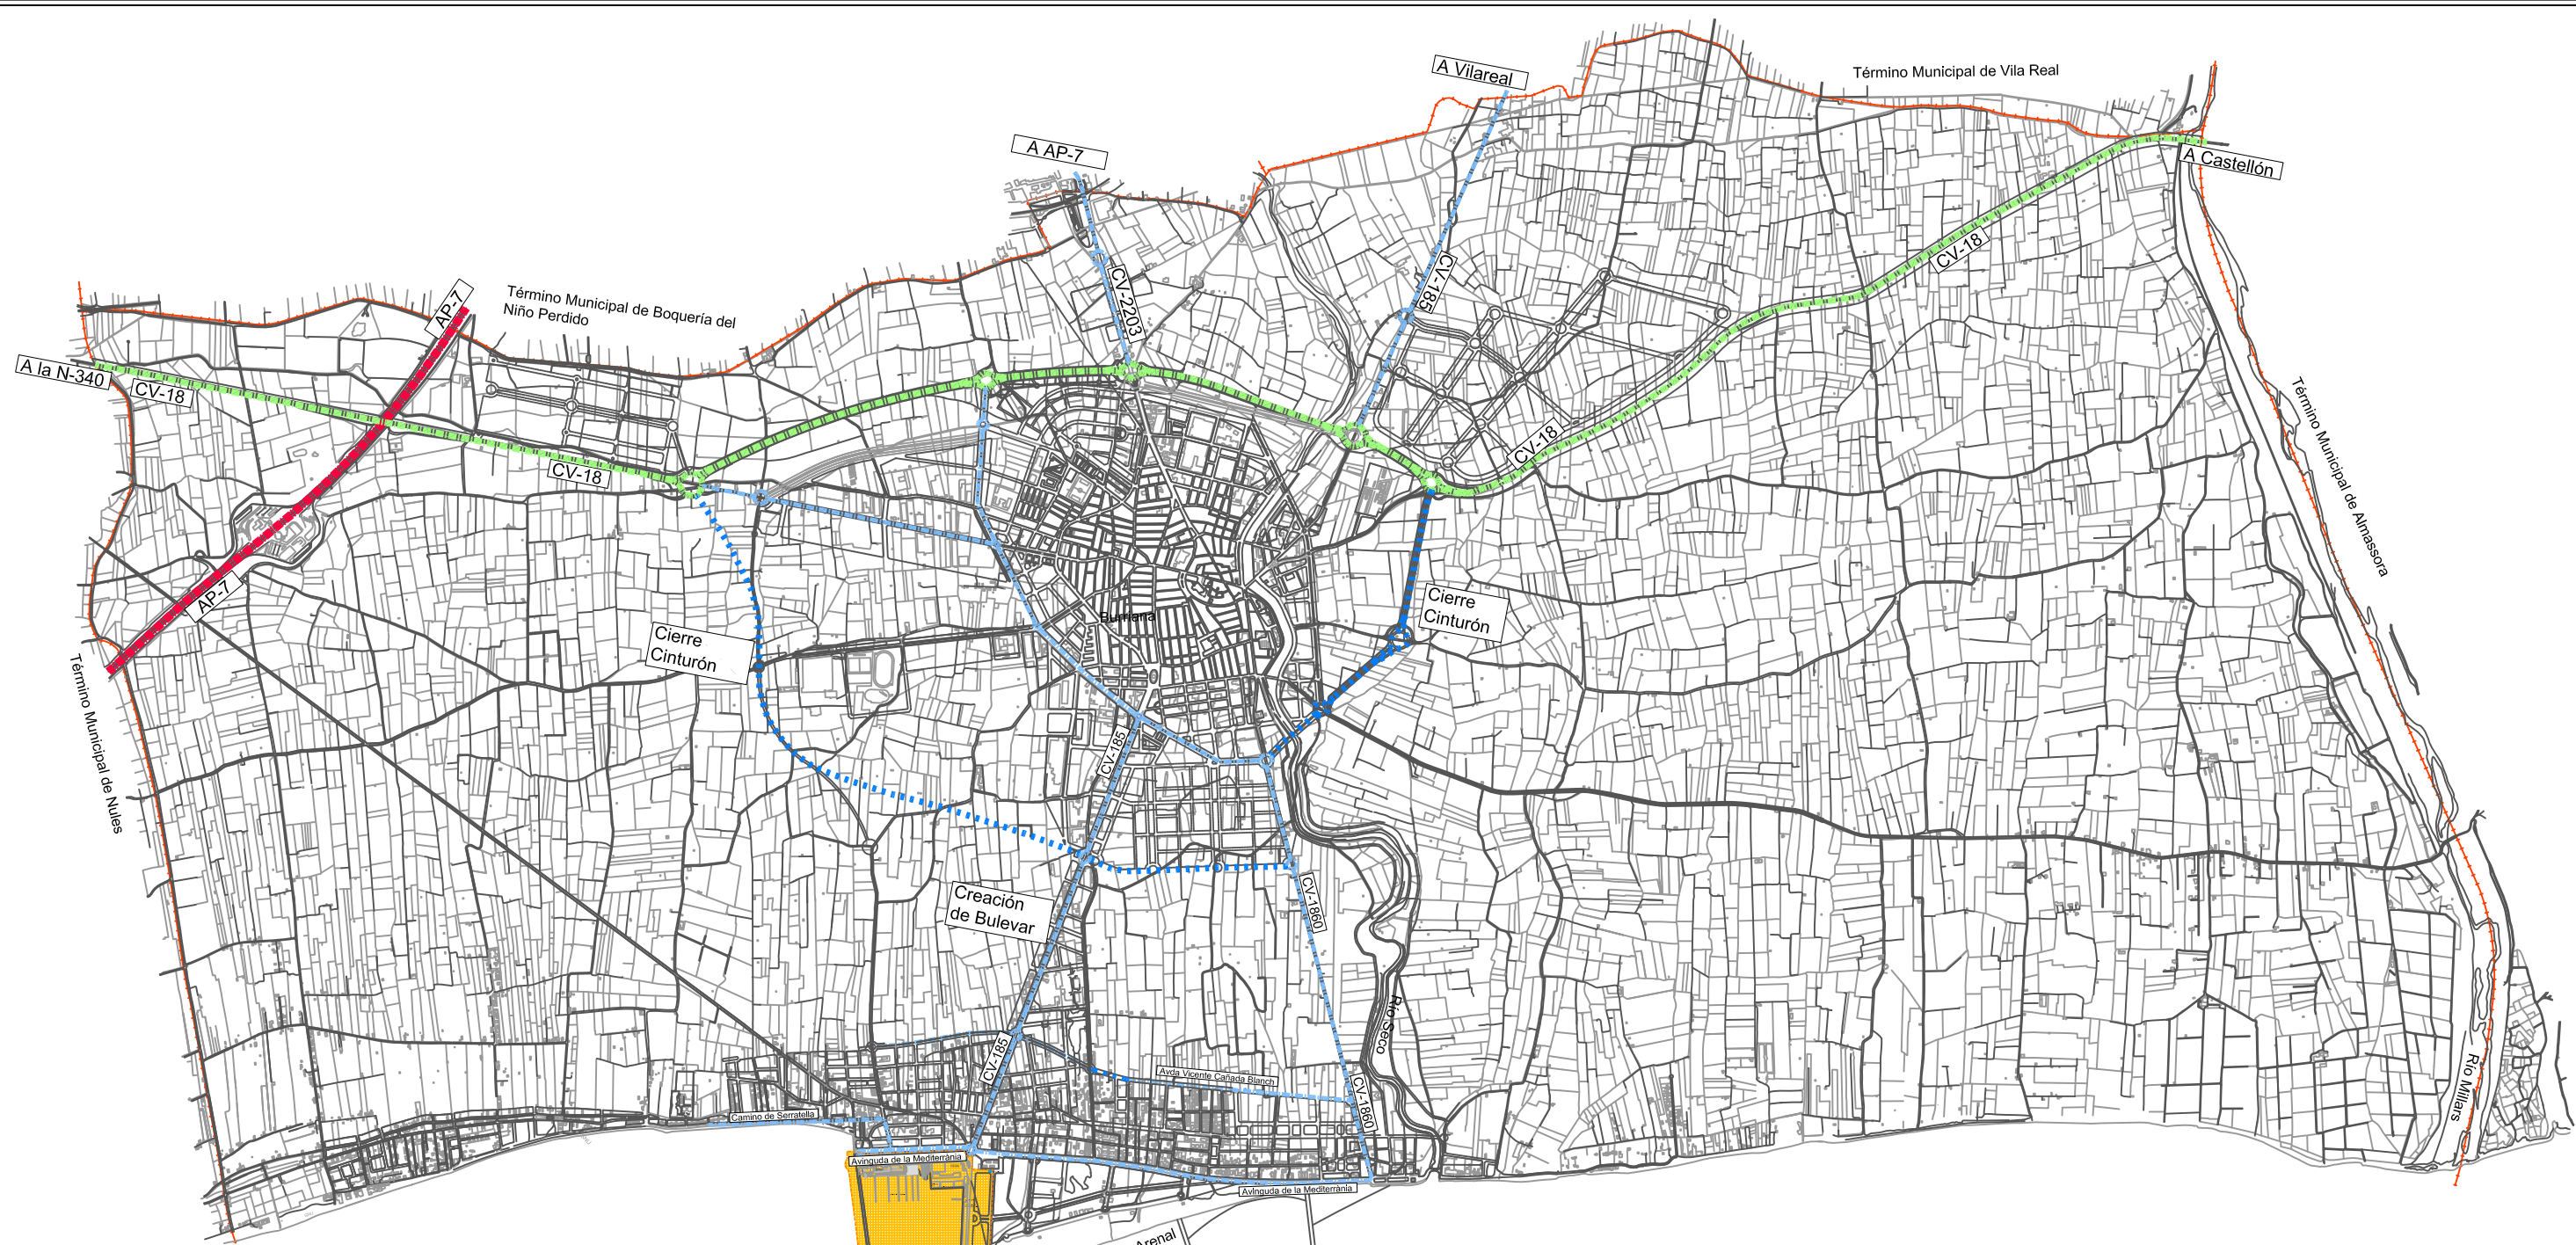 A Vilareal
Término Municipal de Vila Real
A AP-7
A Castellón
CV-18
CV-185
CV-2203
AP-7
Término Municipal de Boquería del
Niño Perdido
A la N-340
CV-18
CV-18
CV-18
Término Municipal de Almassora
AP-7
Burriana
Cierre
Cinturón
Cierre
Cinturón
Término Municipal de Nules
CV-185
Creación
de Bulevar
CV-1860
Río Seco
CV-185
Avda Vicente Cañada Blanch
CV-1860
Río Millars
Camino de Serratella
Avinguda de la Mediterrània
Avinguda de la Mediterrània
Arenal